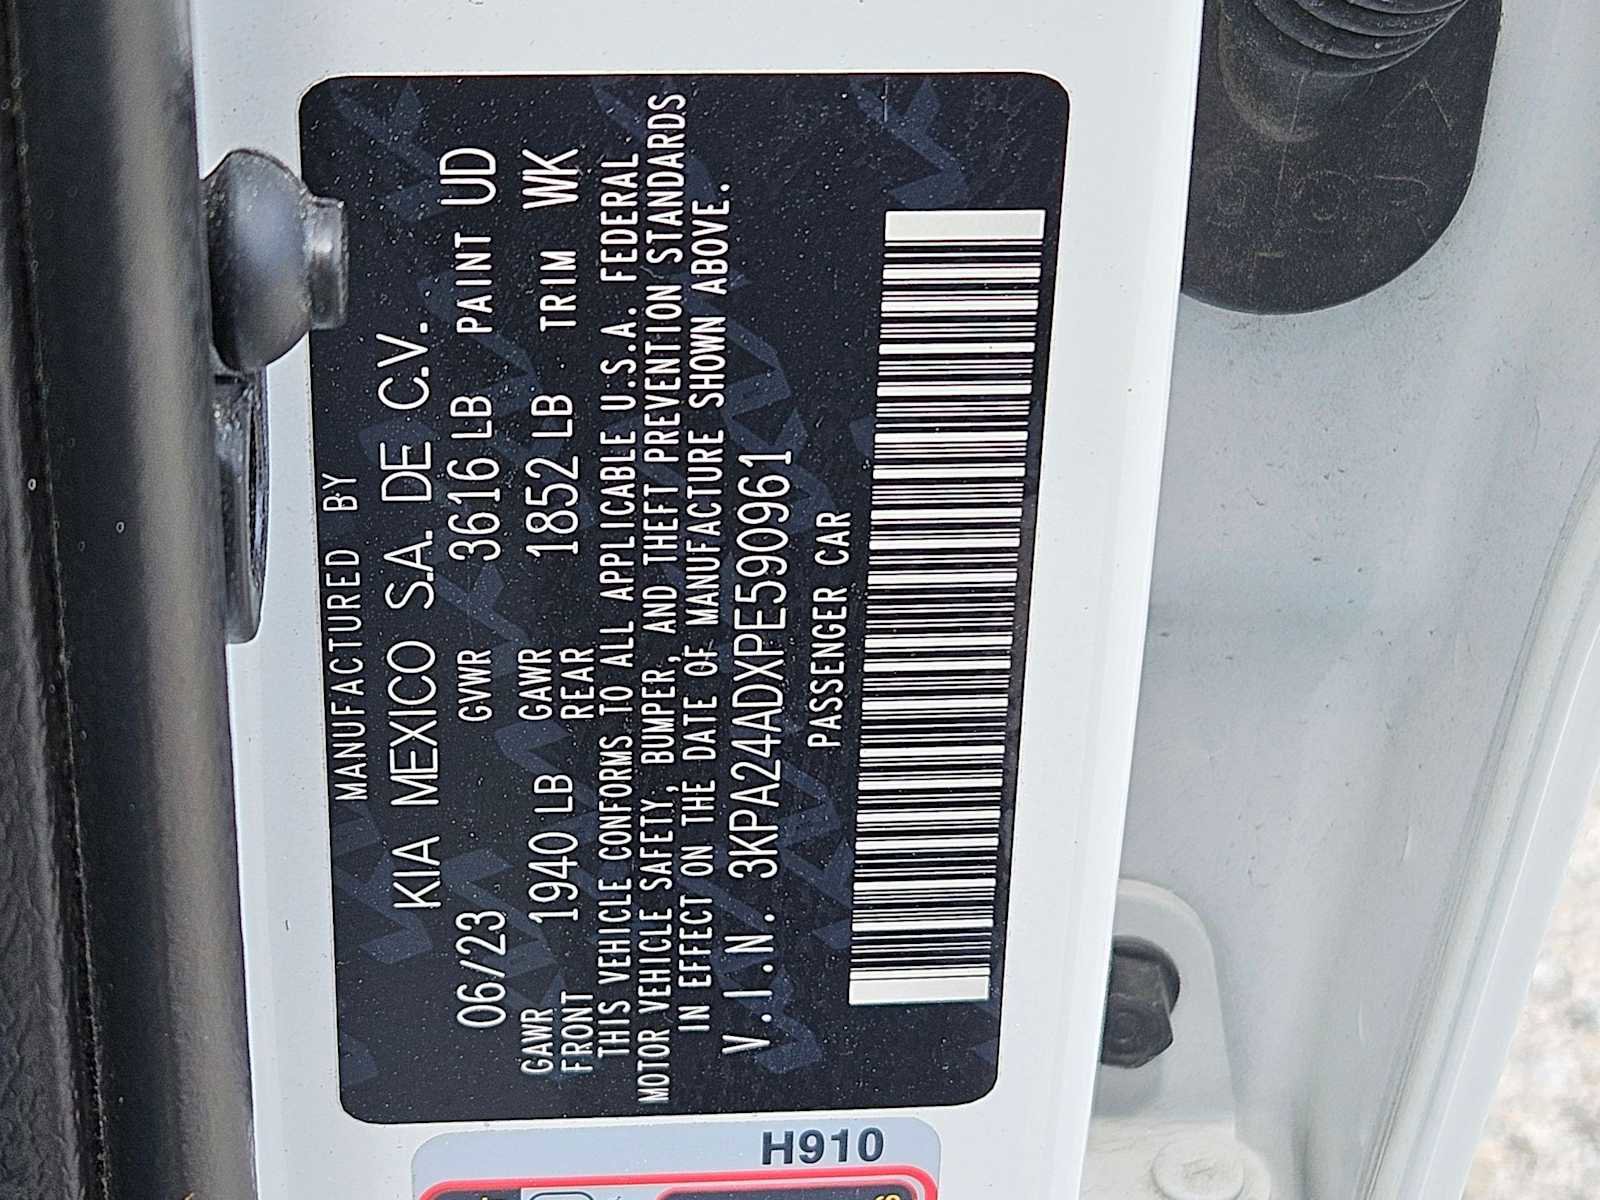 MANUFACTURED BY
KIA MEXICO S.A. DE C.V.
06/23 GVWR 3616 LB PAINT UD
GAWR FRONT 1940 LB GAWR REAR 1852 LB TRIM WK
THIS VEHICLE CONFORMS TO ALL APPLICABLE U.S.A. FEDERAL
MOTOR VEHICLE SAFETY, BUMPER, AND THEFT PREVENTION STANDARDS
IN EFFECT ON THE DATE OF MANUFACTURE SHOWN ABOVE.
V.I.N. 3KPA24ADXPE590961
PASSENGER CAR
H910